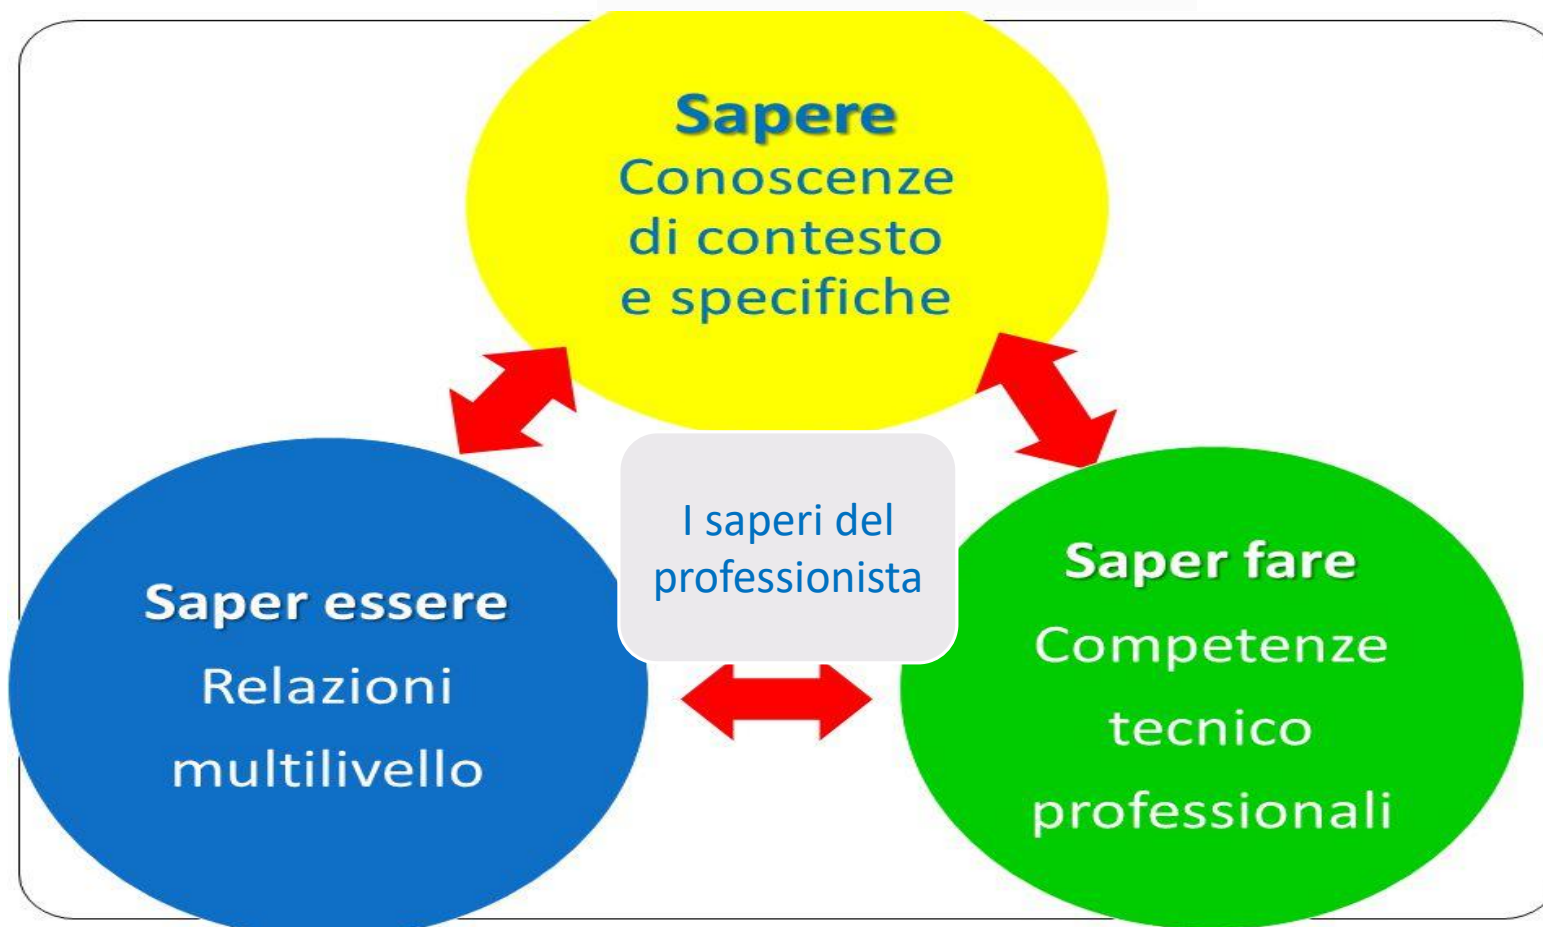 Sapere
Conoscenze
di contesto
e specifiche
I saperi del
professionista
Saper essere
Relazioni
multilivello
Saper fare
Competenze
tecnico
professionali